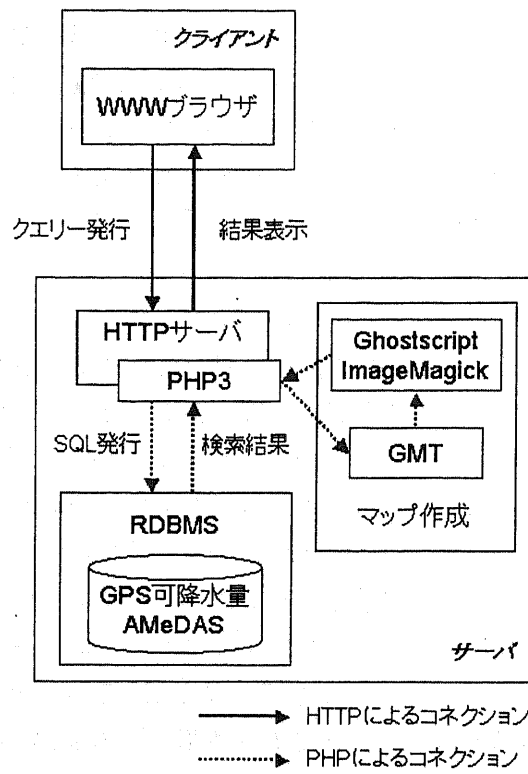 クライアント
WWWブラウザ
クエリー発行
結果表示
HTTPサーバ
PHP3
Ghostscript
ImageMagick
GMT
マップ作成
SQL発行
検索結果
RDBMS
GPS可降水量
AMeDAS
サーバ
HTTPによるコネクション
PHPによるコネクション